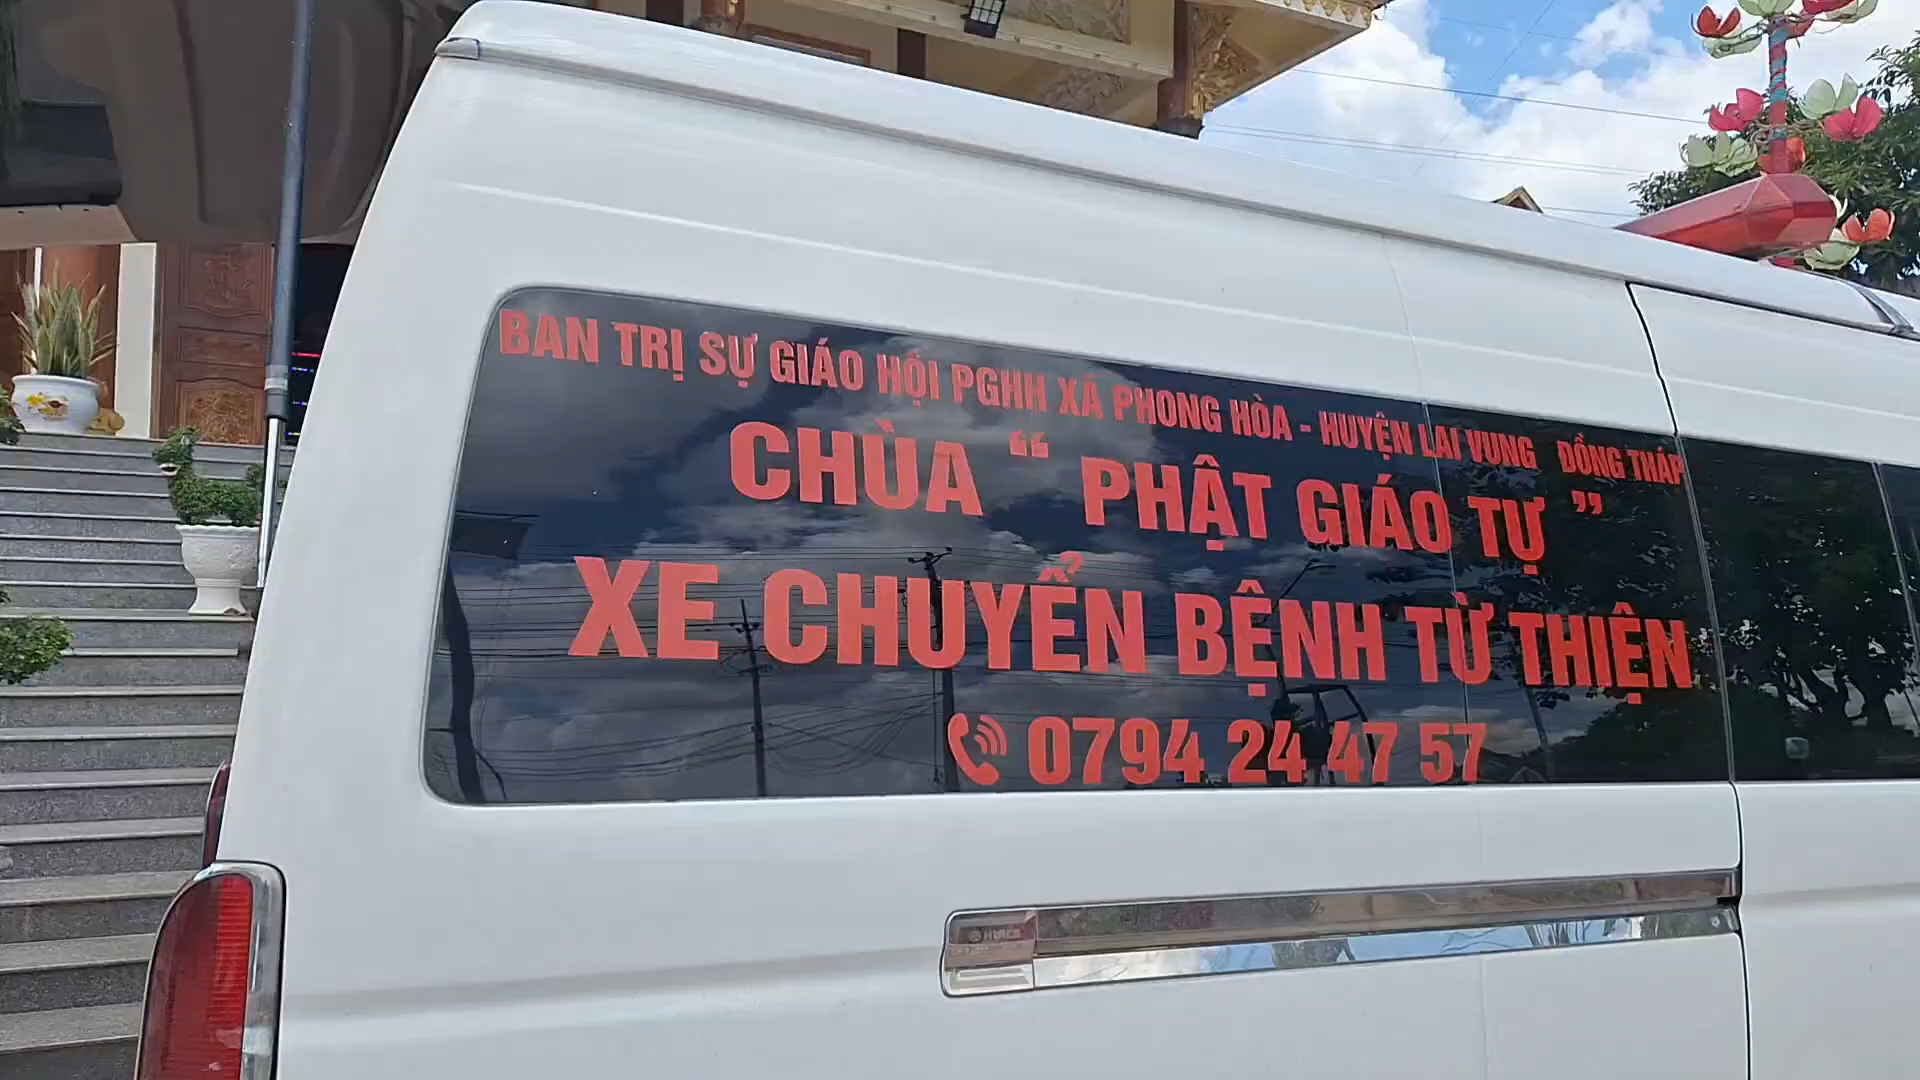 BAN TRỊ SỰ GIÁO HỘI PGHH XÃ PHONG HÒA - HUYỆN LAI VUNG ĐỒNG THÁP
CHÙA “ PHẬT GIÁO TỰ ”
XE CHUYỂN BỆNH TỪ THIỆN
0794 24 47 57